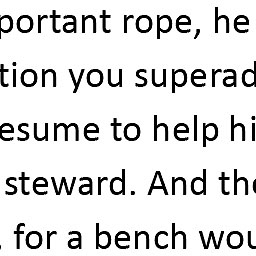 portant rope, he
tion you superad
esume to help hi
steward. And the
. for a bench wou